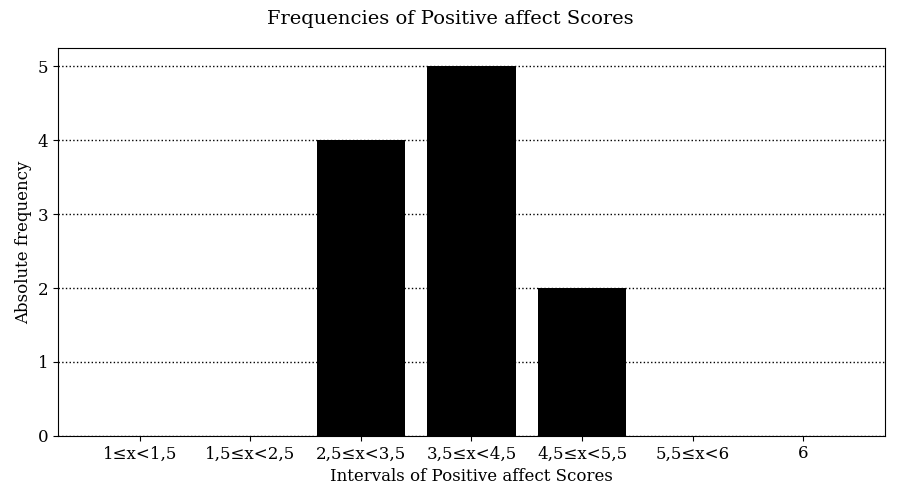 Frequencies of Positive affect Scores
Absolute frequency
5
4
3
2
1
0
1≤x<1,5 1,5≤x<2,5 2,5≤x<3,5 3,5≤x<4,5 4,5≤x<5,5 5,5≤x<6 6
Intervals of Positive affect Scores